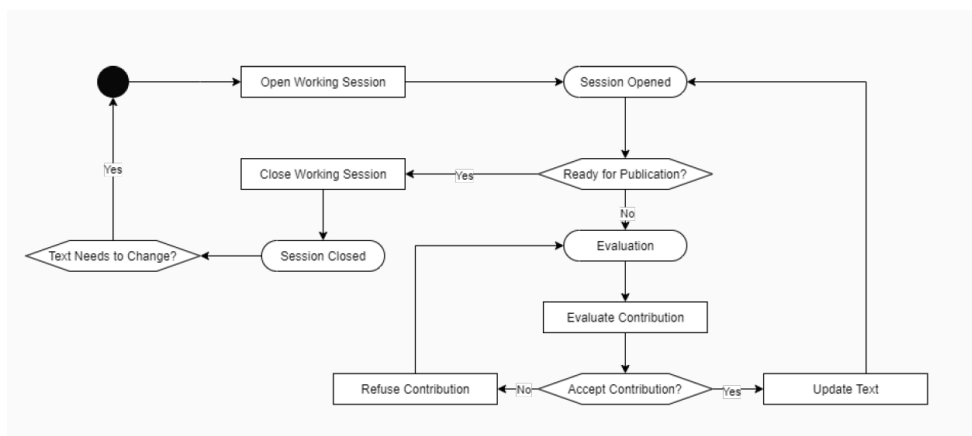 Open Working Session
Session Opened
Yes
Close Working Session
Yes
Ready for Publication?
No
Text Needs to Change?
Session Closed
Evaluation
Evaluate Contribution
Refuse Contribution
No
Accept Contribution?
Yes
Update Text